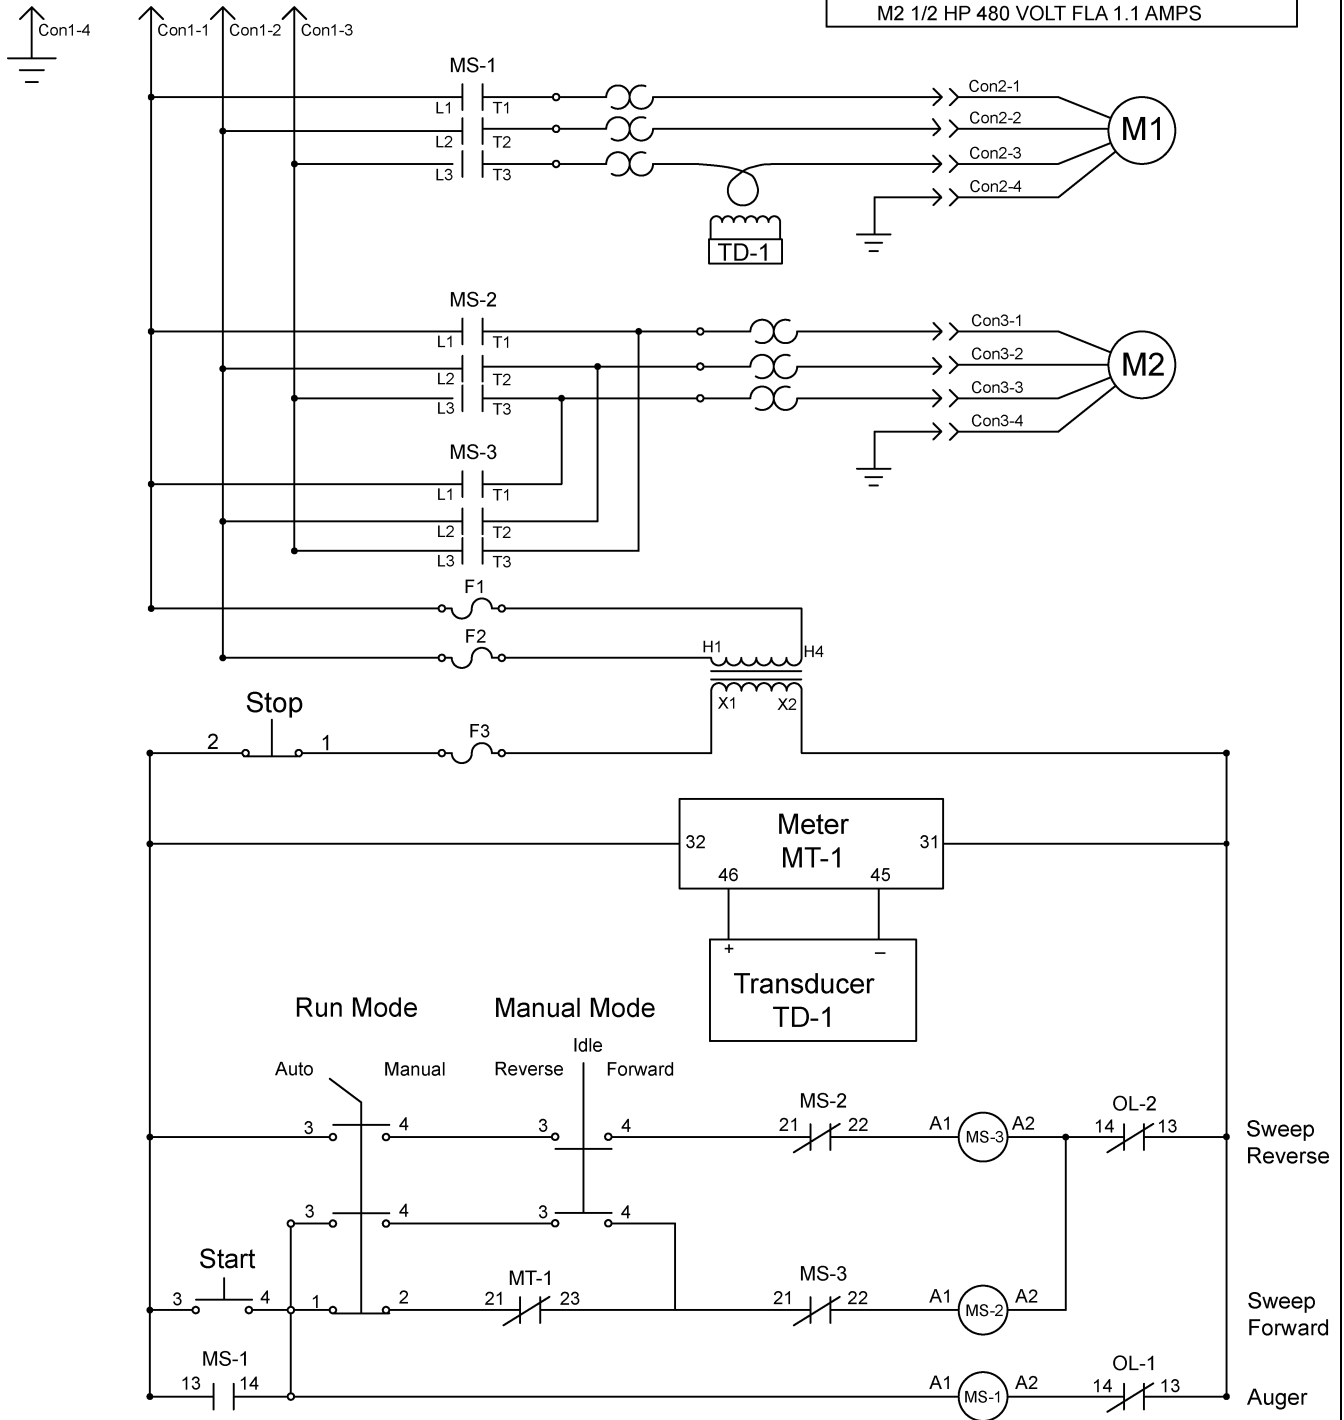 M2 1/2 HP 480 VOLT FLA 1.1 AMPS
Con1-4
Con1-1
Con1-2
Con1-3
MS-1
L1 T1
L2 T2
L3 T3
Con2-1
Con2-2
Con2-3
Con2-4
M1
TD-1
MS-2
L1 T1
L2 T2
L3 T3
Con3-1
Con3-2
Con3-3
Con3-4
M2
MS-3
L1 T1
L2 T2
L3 T3
F1
F2
H1 H4
X1 X2
Stop
2 1
F3
Meter
MT-1
32 31
46 45
+ –
Transducer
TD-1
Run Mode
Manual Mode
Idle
Auto Manual
Reverse Forward
3 4 3 4
MS-2
21 22
A1 MS-3 A2
OL-2
14 13
Sweep
Reverse
3 4 3 4
Start
3 4 1 2
MT-1
21 23
MS-3
21 22
A1 MS-2 A2
Sweep
Forward
MS-1
13 14
A1 MS-1 A2
OL-1
14 13
Auger